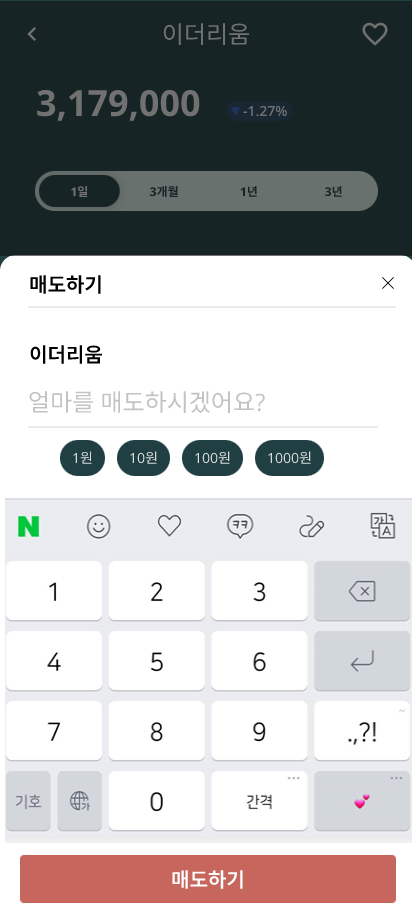 이더리움
3,179,000 ▼ -1.27%
1일 3개월 1년 3년
매도하기
이더리움
얼마를 매도하시겠어요?
1원 10원 100원 1000원
N ㅋㅋ 가 A
1 2 3
4 5 6
7 8 9 .,?! ~
기호 가 0 간격
매도하기